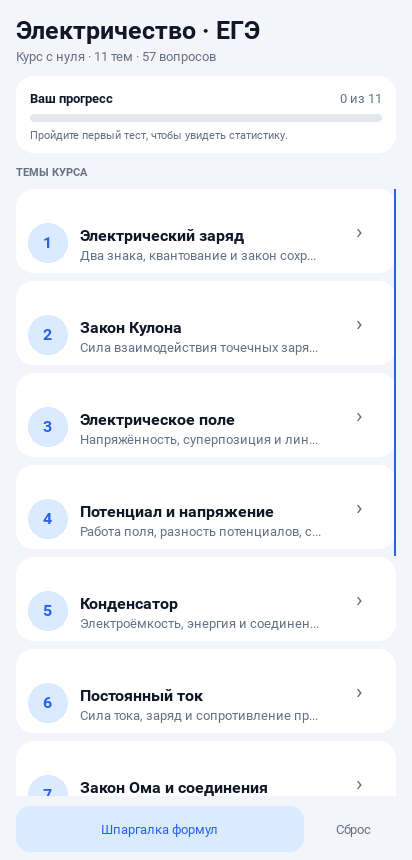 Электричество · ЕГЭ
Курс с нуля · 11 тем · 57 вопросов
Ваш прогресс 0 из 11
Пройдите первый тест, чтобы увидеть статистику.
ТЕМЫ КУРСА
1 Электрический заряд ›
Два знака, квантование и закон сохр...
2 Закон Кулона ›
Сила взаимодействия точечных заря...
3 Электрическое поле ›
Напряжённость, суперпозиция и лин...
4 Потенциал и напряжение ›
Работа поля, разность потенциалов, с...
5 Конденсатор ›
Электроёмкость, энергия и соединен...
6 Постоянный ток ›
Сила тока, заряд и сопротивление пр...
7 Закон Ома и соединения ›
Шпаргалка формул Сброс